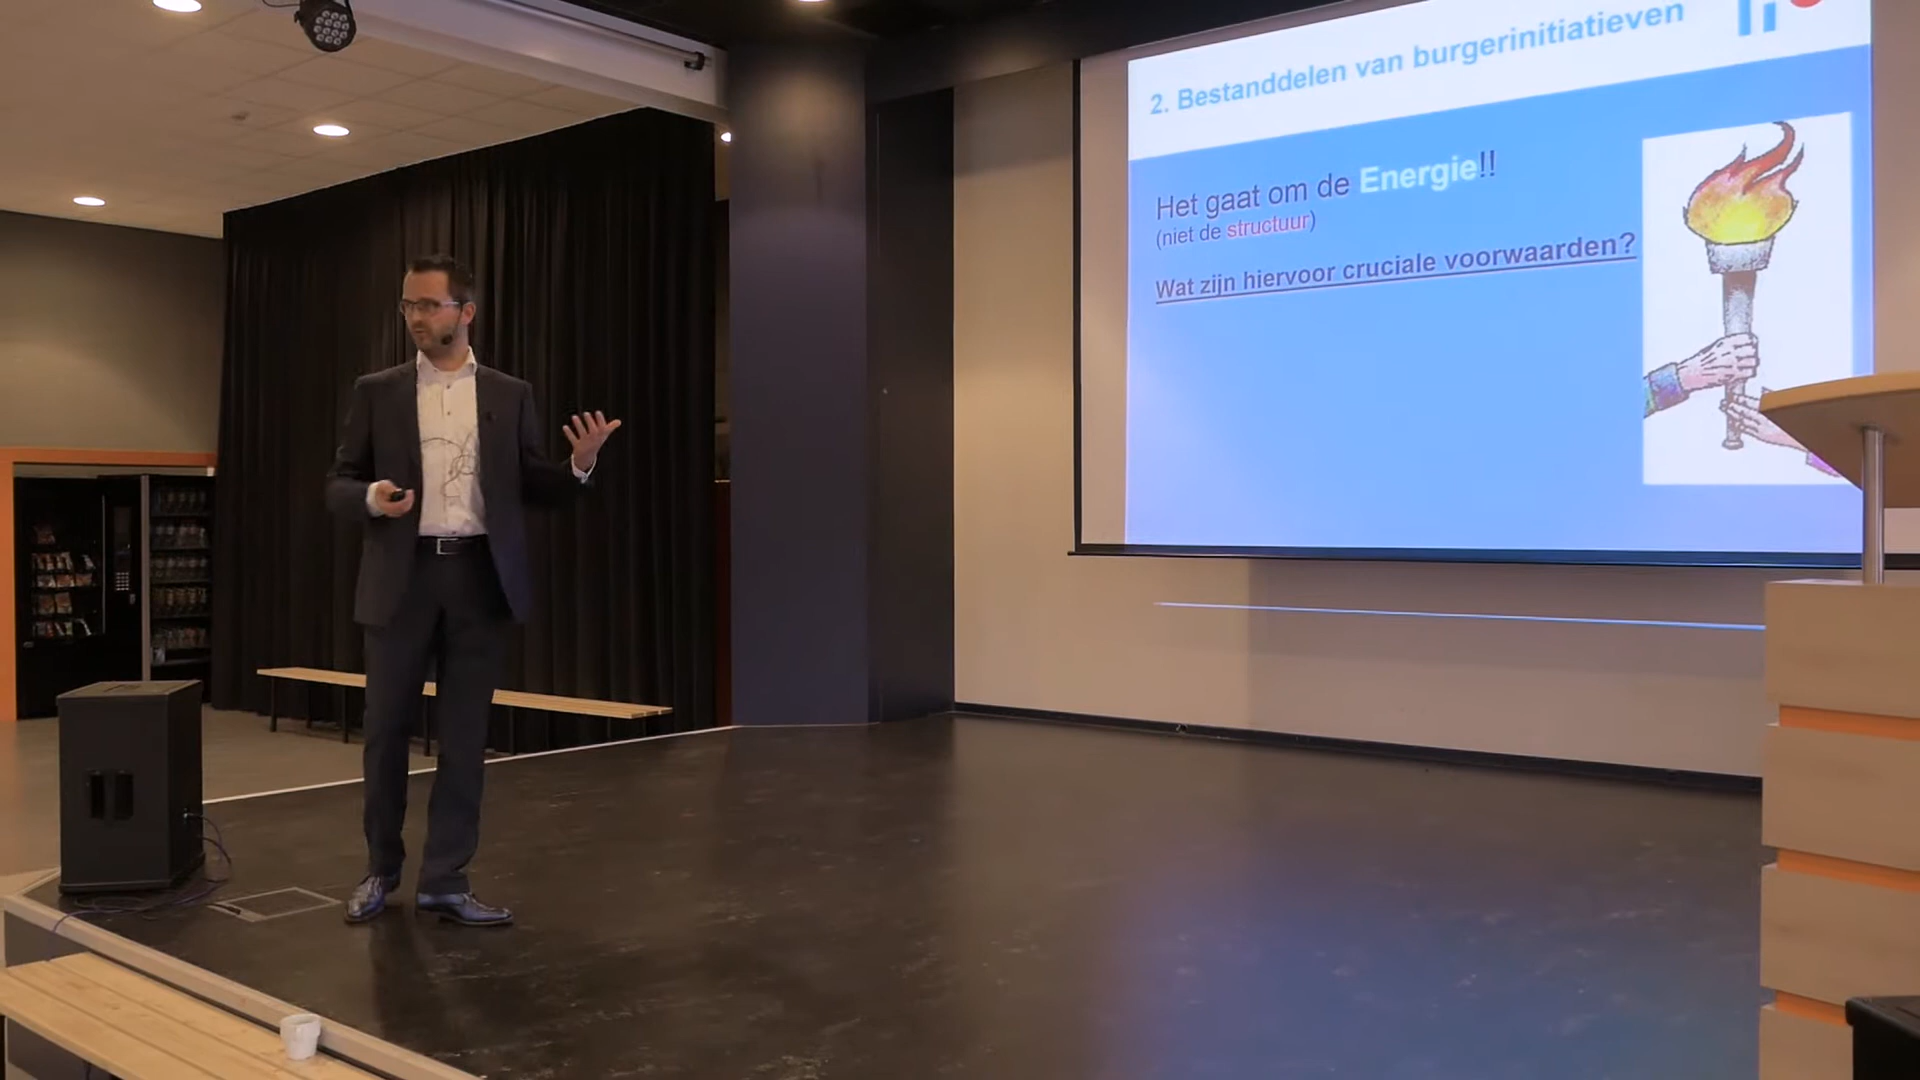 2. Bestanddelen van burgerinitiatieven
Het gaat om de Energie!!
(niet de structuur)
Wat zijn hiervoor cruciale voorwaarden?